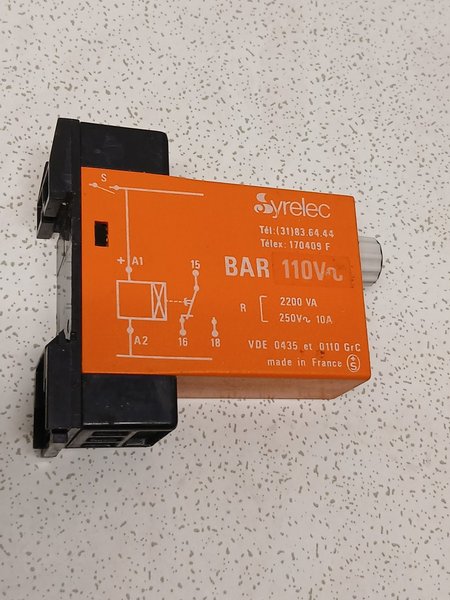 Syrelec
Tél:(31)83.64.44
Télex: 170409 F
BAR 110V~
R
2200 VA
250V~ 10A
VDE 0435 et 0110 GrC
made in France
S
S
+ A1
15
A2
16
18